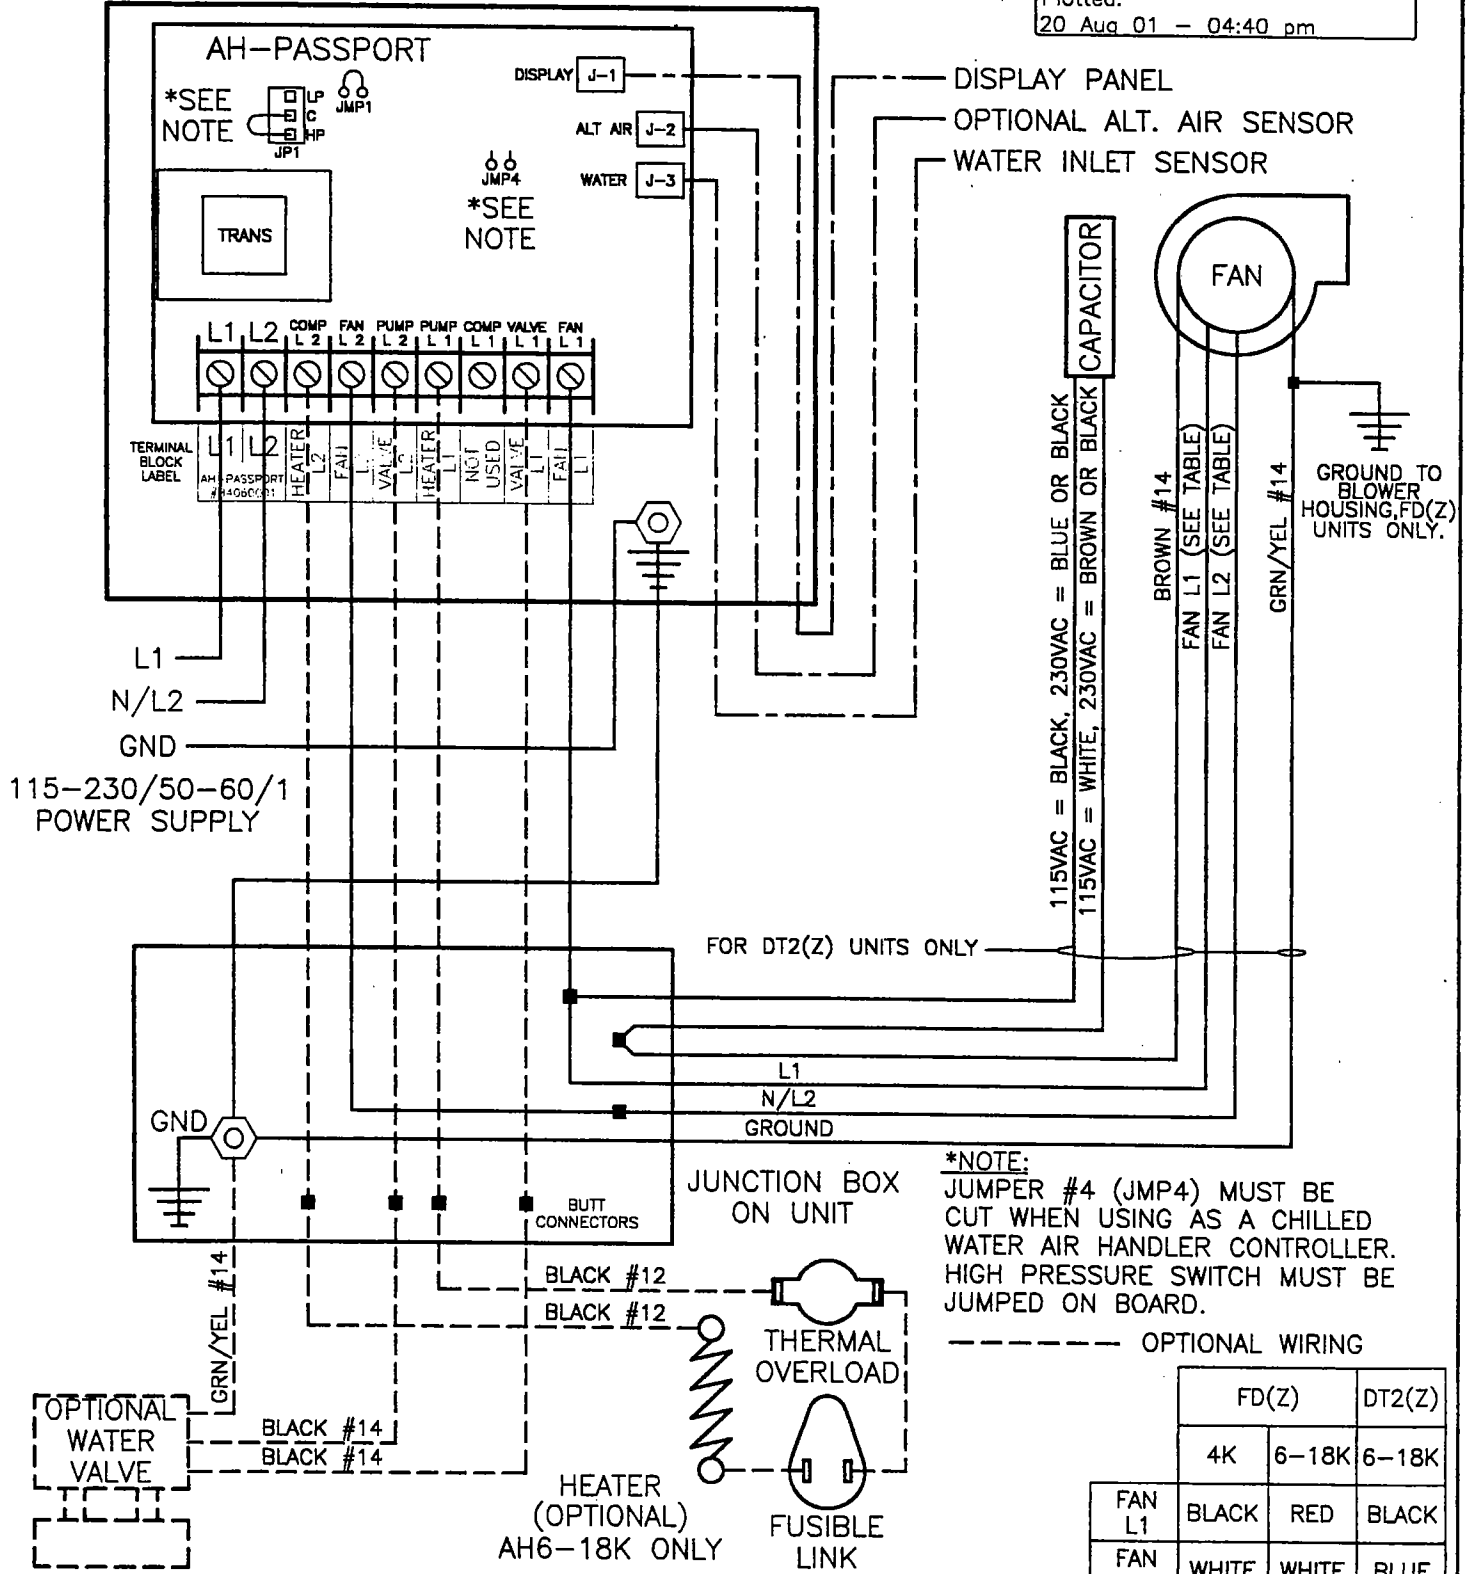 Plotted:
20 Aug 01 - 04:40 pm
AH-PASSPORT
*SEE
NOTE
LP
C
HP
JP1
JMP1
DISPLAY J-1
ALT AIR J-2
WATER J-3
JMP4
*SEE
NOTE
TRANS
DISPLAY PANEL
OPTIONAL ALT. AIR SENSOR
WATER INLET SENSOR
CAPACITOR
FAN
L1
L2
COMP
L 2
FAN
L 2
PUMP
L 2
PUMP
L 1
COMP
L 1
VALVE
L 1
FAN
L 1
TERMINAL
BLOCK
LABEL
L1
L2
AH-PASSPORT
HEATER
L2
FAN
VALVE
L2
HEATER
L1
NOT
USED
VALVE
L1
FAN
L1
115VAC = BLACK, 230VAC = BLUE OR BLACK
115VAC = WHITE, 230VAC = BROWN OR BLACK
BROWN #14
FAN L1 (SEE TABLE)
FAN L2 (SEE TABLE)
GRN/YEL #14
GROUND TO
BLOWER
HOUSING,FD(Z)
UNITS ONLY.
L1
N/L2
GND
115-230/50-60/1
POWER SUPPLY
FOR DT2(Z) UNITS ONLY
L1
N/L2
GROUND
GND
BUTT
CONNECTORS
JUNCTION BOX
ON UNIT
*NOTE:
JUMPER #4 (JMP4) MUST BE
CUT WHEN USING AS A CHILLED
WATER AIR HANDLER CONTROLLER.
HIGH PRESSURE SWITCH MUST BE
JUMPED ON BOARD.
OPTIONAL WIRING
GRN/YEL #14
BLACK #12
BLACK #12
THERMAL
OVERLOAD
OPTIONAL
WATER
VALVE
BLACK #14
BLACK #14
HEATER
(OPTIONAL)
AH6-18K ONLY
FUSIBLE
LINK
FD(Z) DT2(Z)
4K 6-18K 6-18K
FAN
L1
BLACK RED BLACK
FAN
WHITE WHITE BLUE